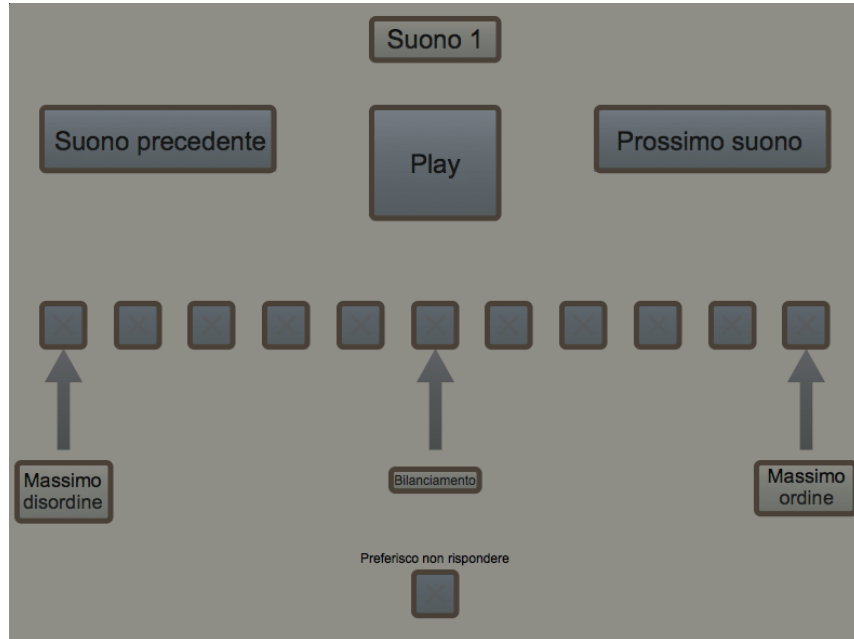 Suono 1
Suono precedente
Play
Prossimo suono
Massimo
disordine
Bilanciamento
Massimo
ordine
Preferisco non rispondere